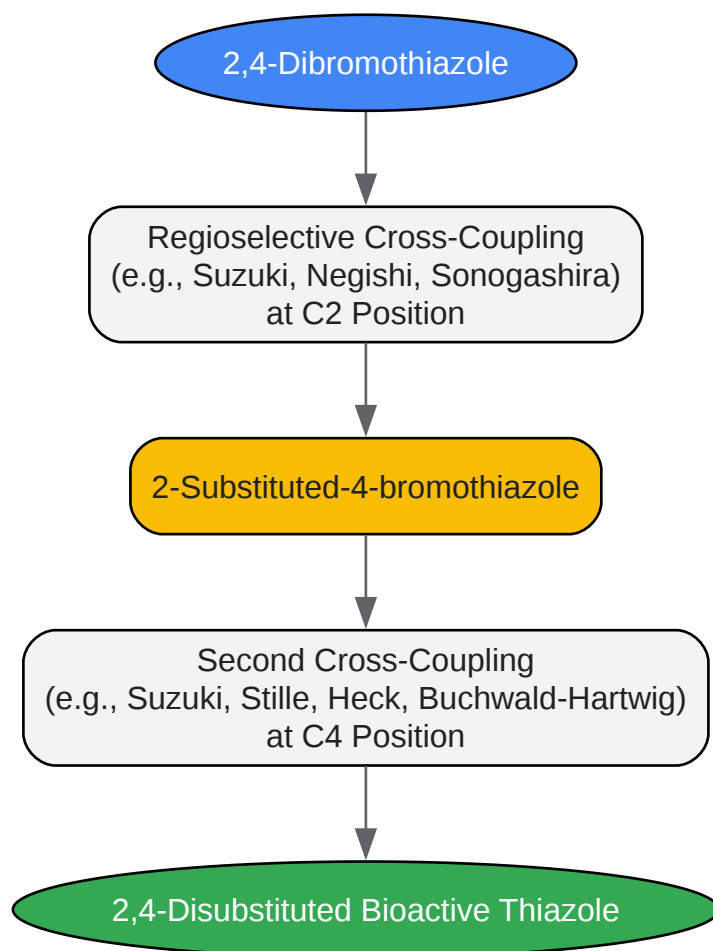 2,4-Dibromothiazole
Regioselective Cross-Coupling
(e.g., Suzuki, Negishi, Sonogashira)
at C2 Position
2-Substituted-4-bromothiazole
Second Cross-Coupling
(e.g., Suzuki, Stille, Heck, Buchwald-Hartwig)
at C4 Position
2,4-Disubstituted Bioactive Thiazole